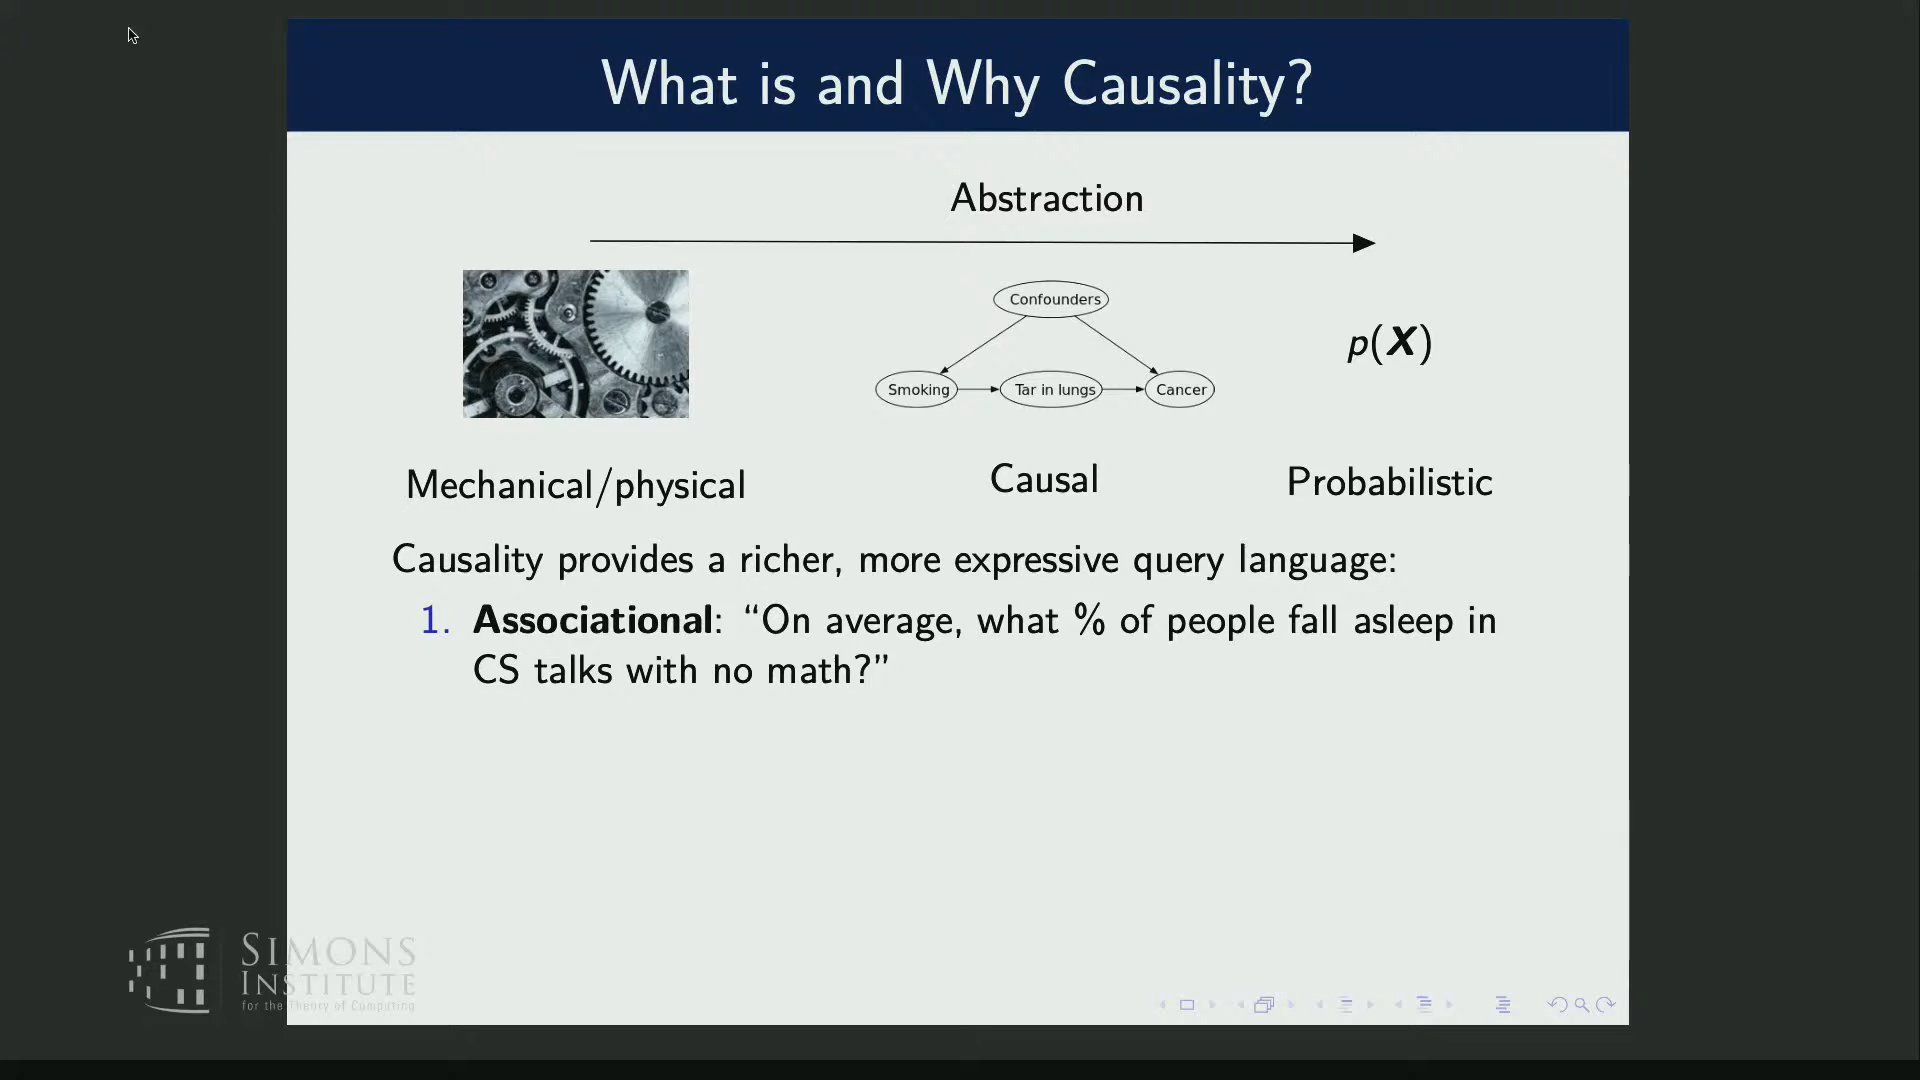 What is and Why Causality?
Abstraction
Confounders
Smoking
Tar in lungs
Cancer
p(X)
Mechanical/physical
Causal
Probabilistic
Causality provides a richer, more expressive query language:
1. Associational: “On average, what % of people fall asleep in
CS talks with no math?”
SIMONS
INSTITUTE
for the Theory of Computing